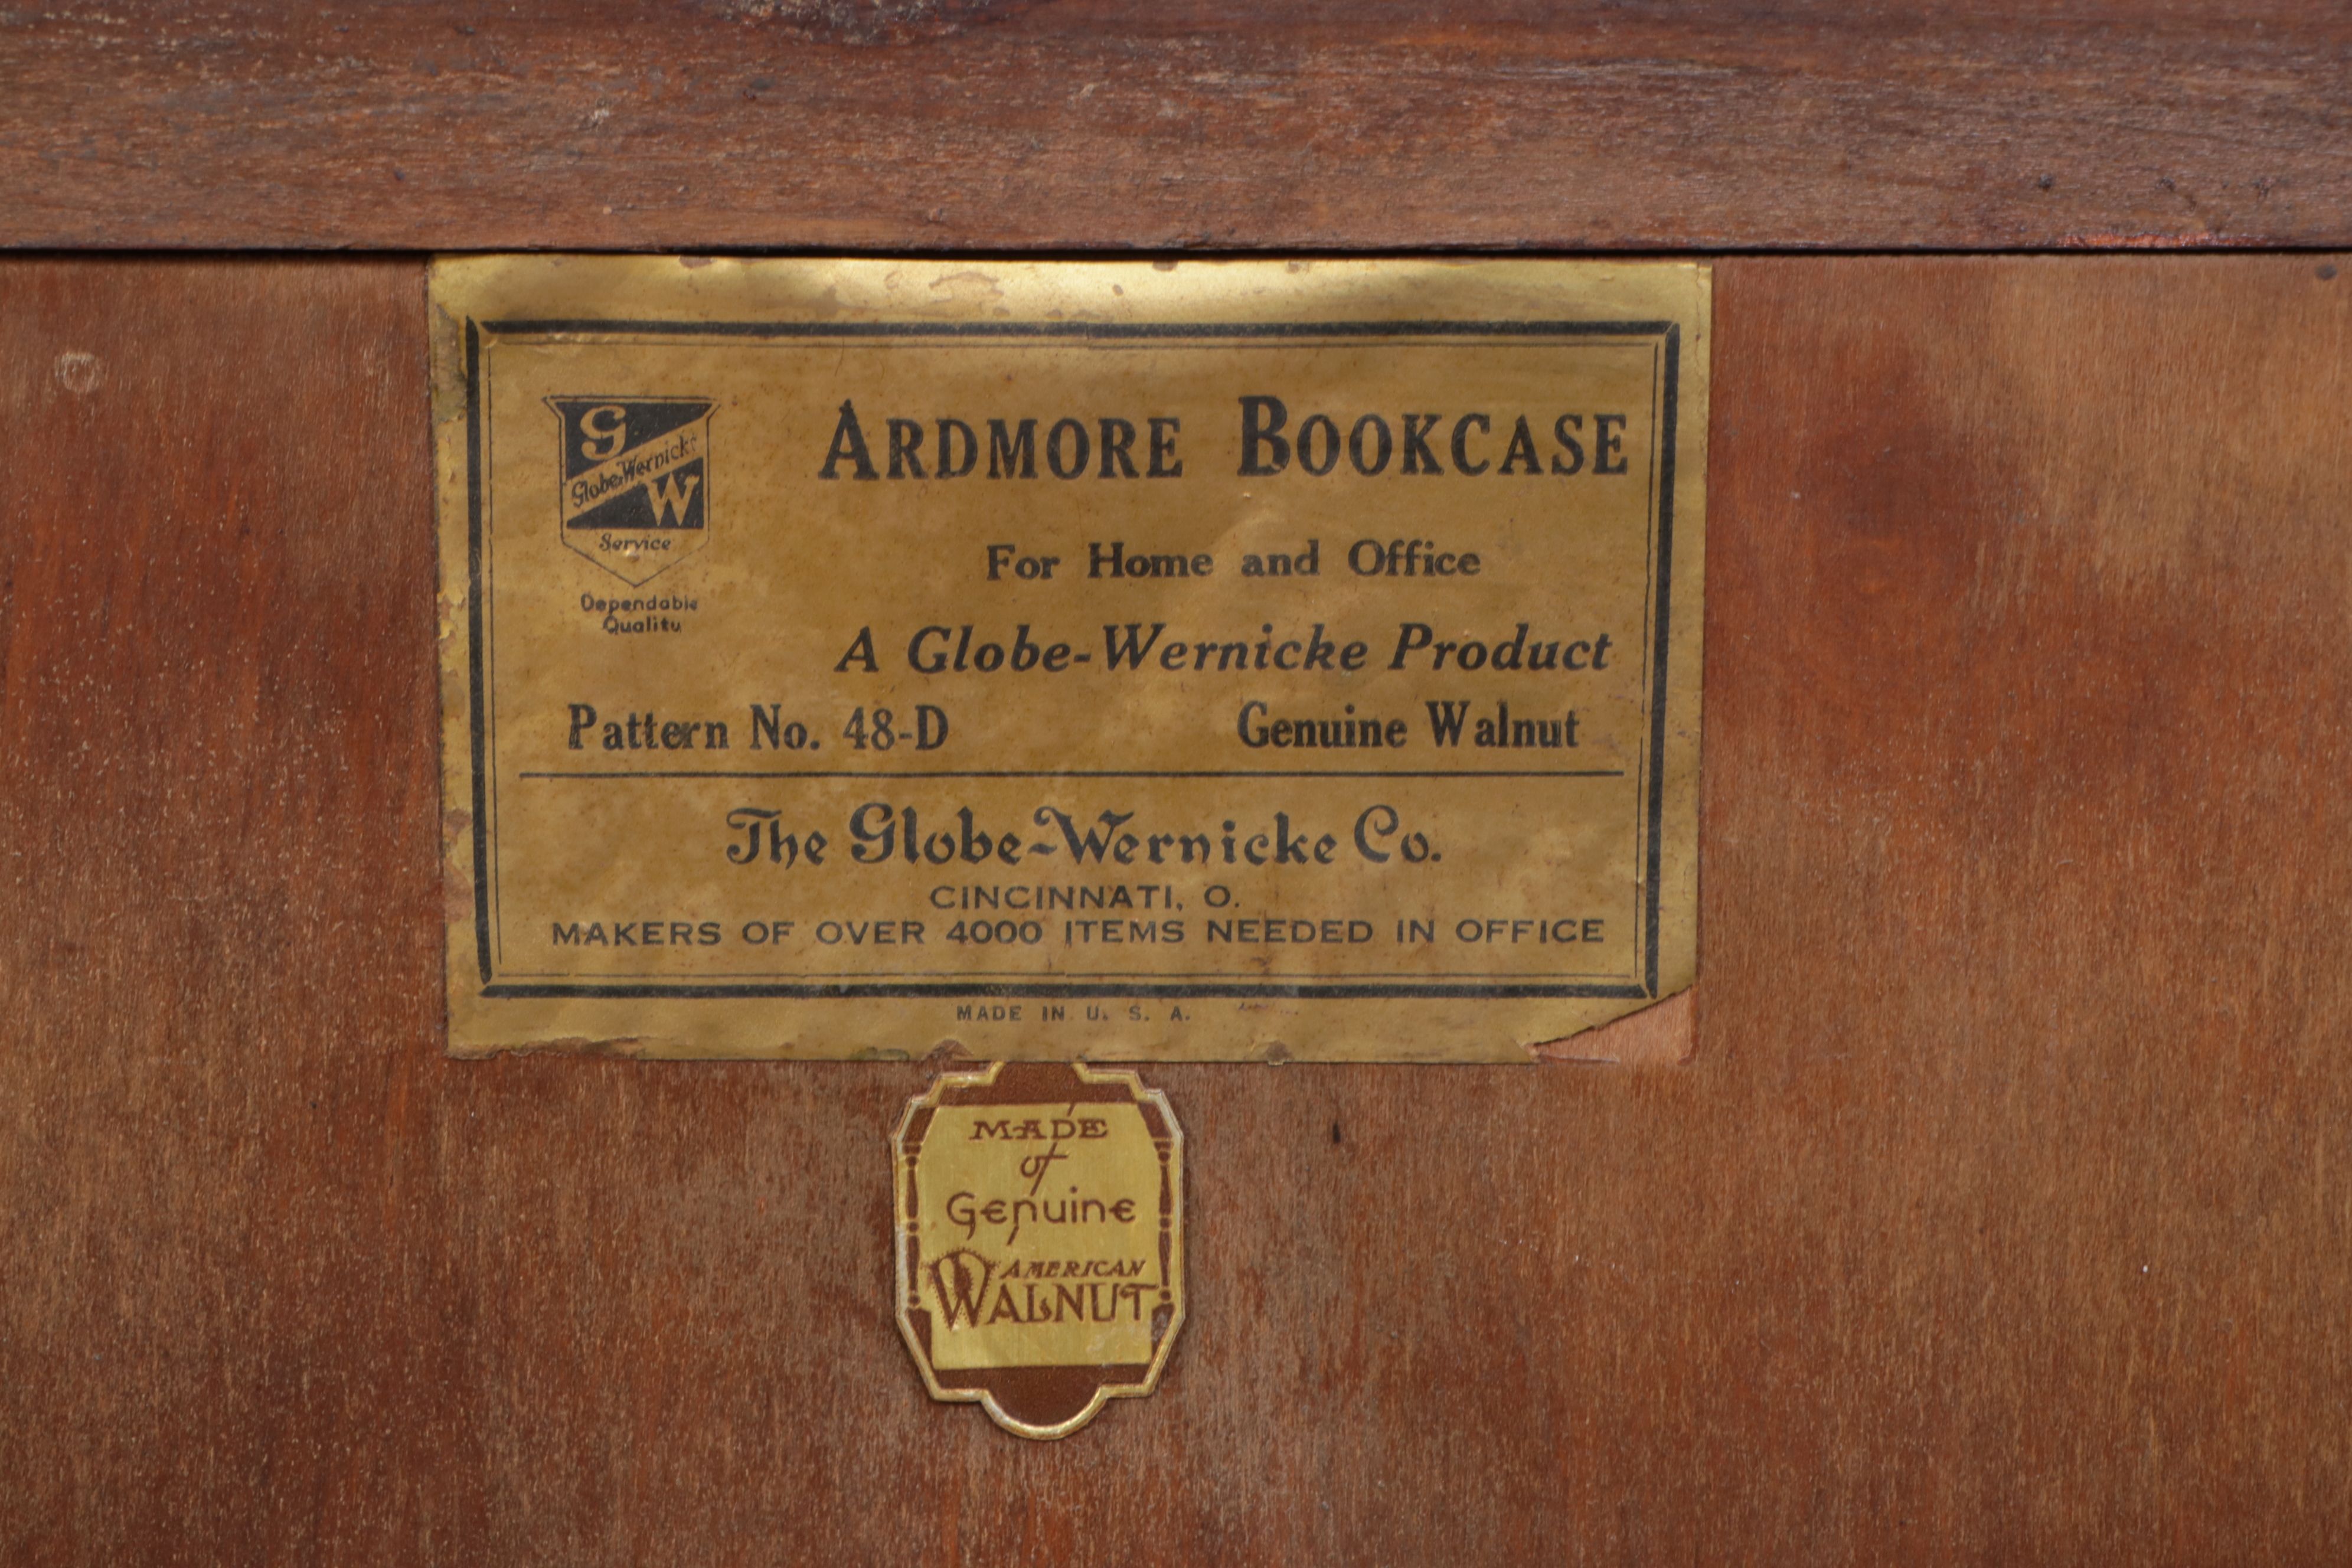 G
Globe-Wernicke
W
Service
Dependable
Quality
ARDMORE BOOKCASE
For Home and Office
A Globe-Wernicke Product
Pattern No. 48-D Genuine Walnut
The Globe-Wernicke Co.
CINCINNATI, O.
MAKERS OF OVER 4000 ITEMS NEEDED IN OFFICE
MADE IN U. S. A.
MADE
of
Genuine
AMERICAN
WALNUT